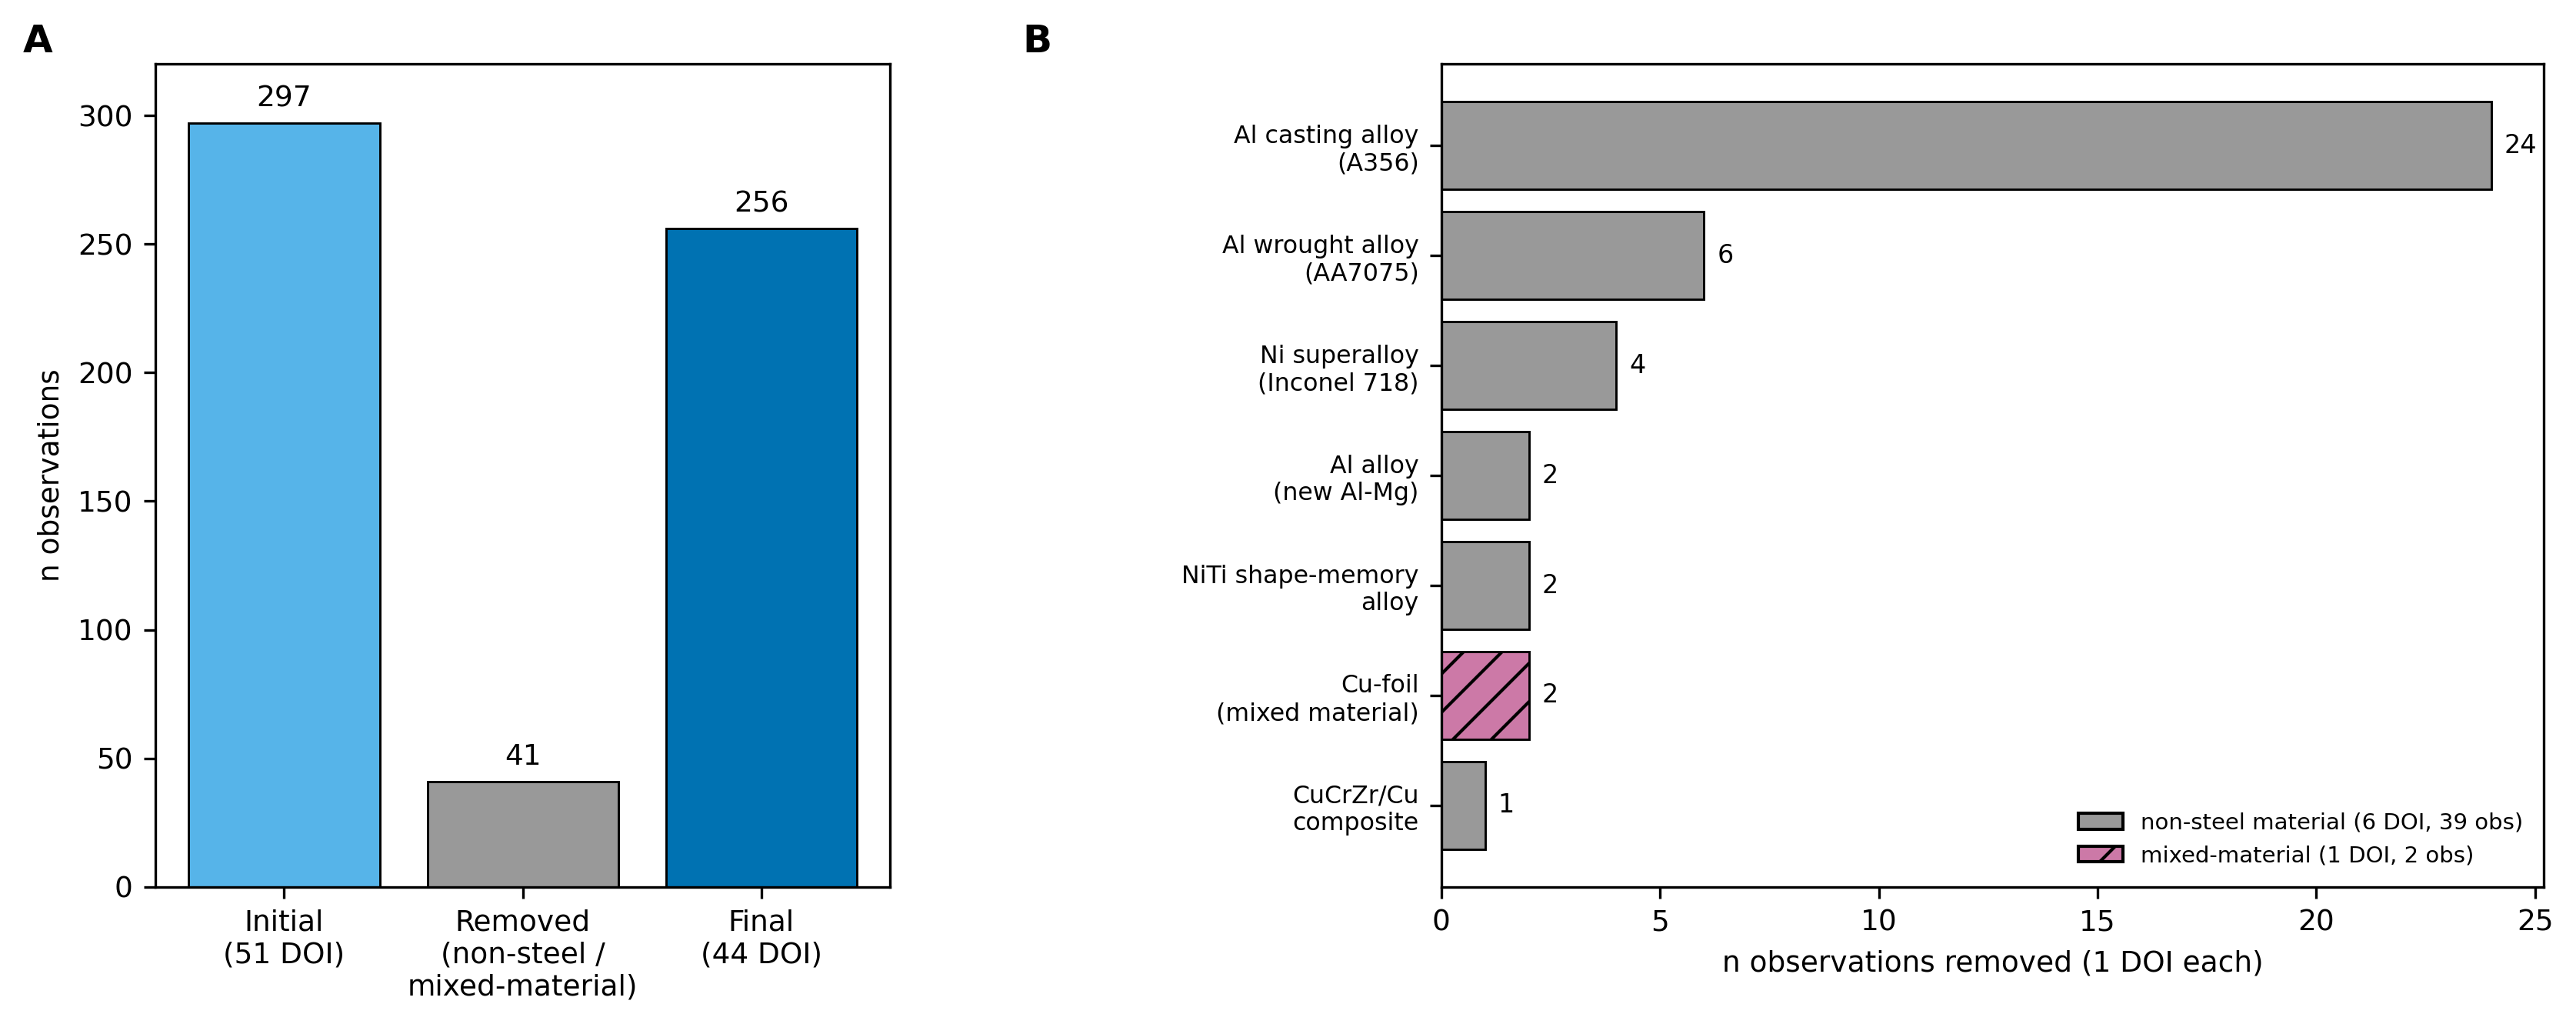 A
300
250
200
150
100
50
0
n observations
297
41
256
Initial
(51 DOI)
Removed
(non-steel /
mixed-material)
Final
(44 DOI)
B
Al casting alloy
(A356)
24
Al wrought alloy
(AA7075)
6
Ni superalloy
(Inconel 718)
4
Al alloy
(new Al-Mg)
2
NiTi shape-memory
alloy
2
Cu-foil
(mixed material)
2
CuCrZr/Cu
composite
1
non-steel material (6 DOI, 39 obs)
mixed-material (1 DOI, 2 obs)
0 5 10 15 20 25
n observations removed (1 DOI each)